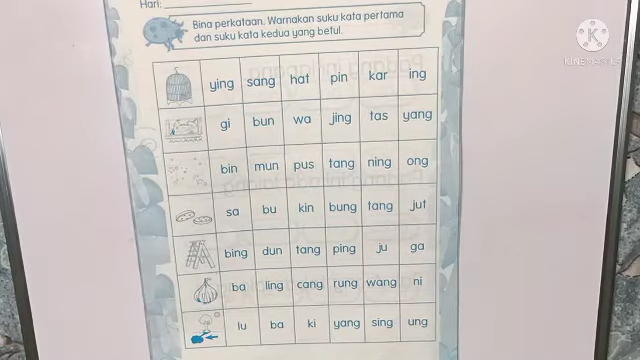 Hari:
KINEMASTER
Bina perkataan. Warnakan suku kata pertama
dan suku kata kedua yang betul.
ying sang hat pin kar ing
gi bun wa jing tas yang
bin mun pus tang ning ong
sa bu kin bung tang jut
bing dun tang ping ju ga
ba ling cang rung wang ni
lu ba ki yang sing ung